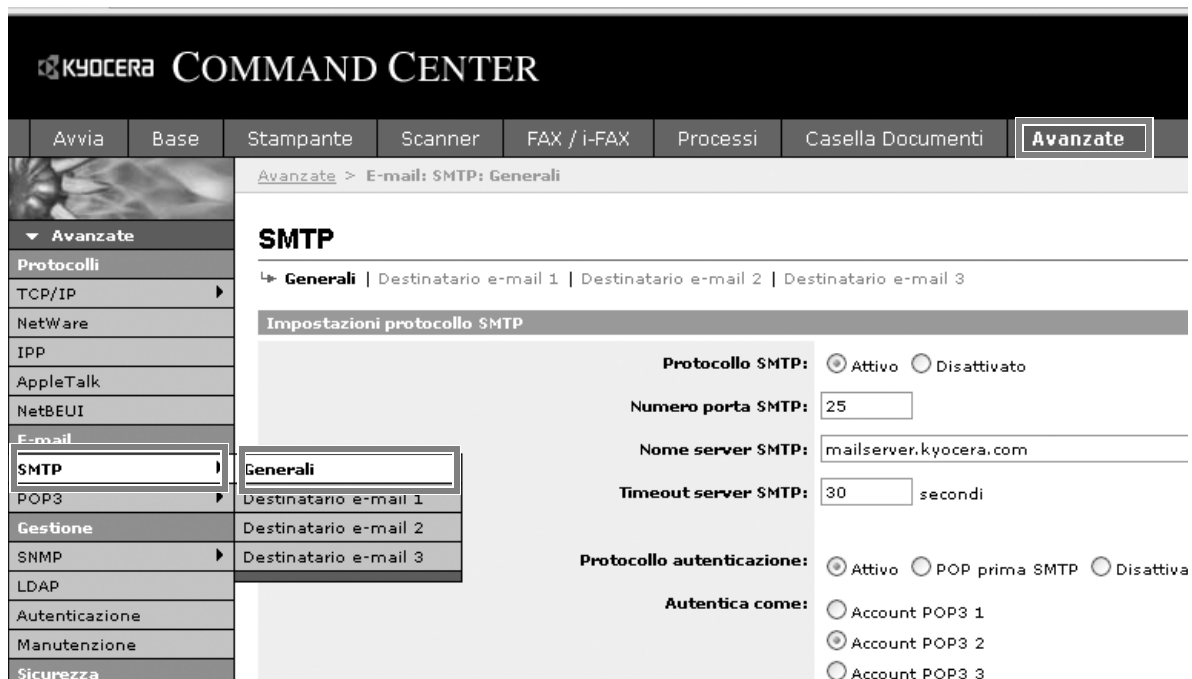 KYOCERA COMMAND CENTER
Avvia Base Stampante Scanner FAX / i-FAX Processi Casella Documenti Avanzate
Avanzate > E-mail: SMTP: Generali
Avanzate
Protocolli
TCP/IP
NetWare
IPP
AppleTalk
NetBEUI
E-mail
SMTP
POP3
Gestione
SNMP
LDAP
Autenticazione
Manutenzione
Sicurezza
Generali
Destinatario e-mail 1
Destinatario e-mail 2
Destinatario e-mail 3
SMTP
Generali | Destinatario e-mail 1 | Destinatario e-mail 2 | Destinatario e-mail 3
Impostazioni protocollo SMTP
Protocollo SMTP: Attivo Disattivato
Numero porta SMTP: 25
Nome server SMTP: mailserver.kyocera.com
Timeout server SMTP: 30 secondi
Protocollo autenticazione: Attivo POP prima SMTP Disattiva
Autentica come: Account POP3 1
Account POP3 2
Account POP3 3